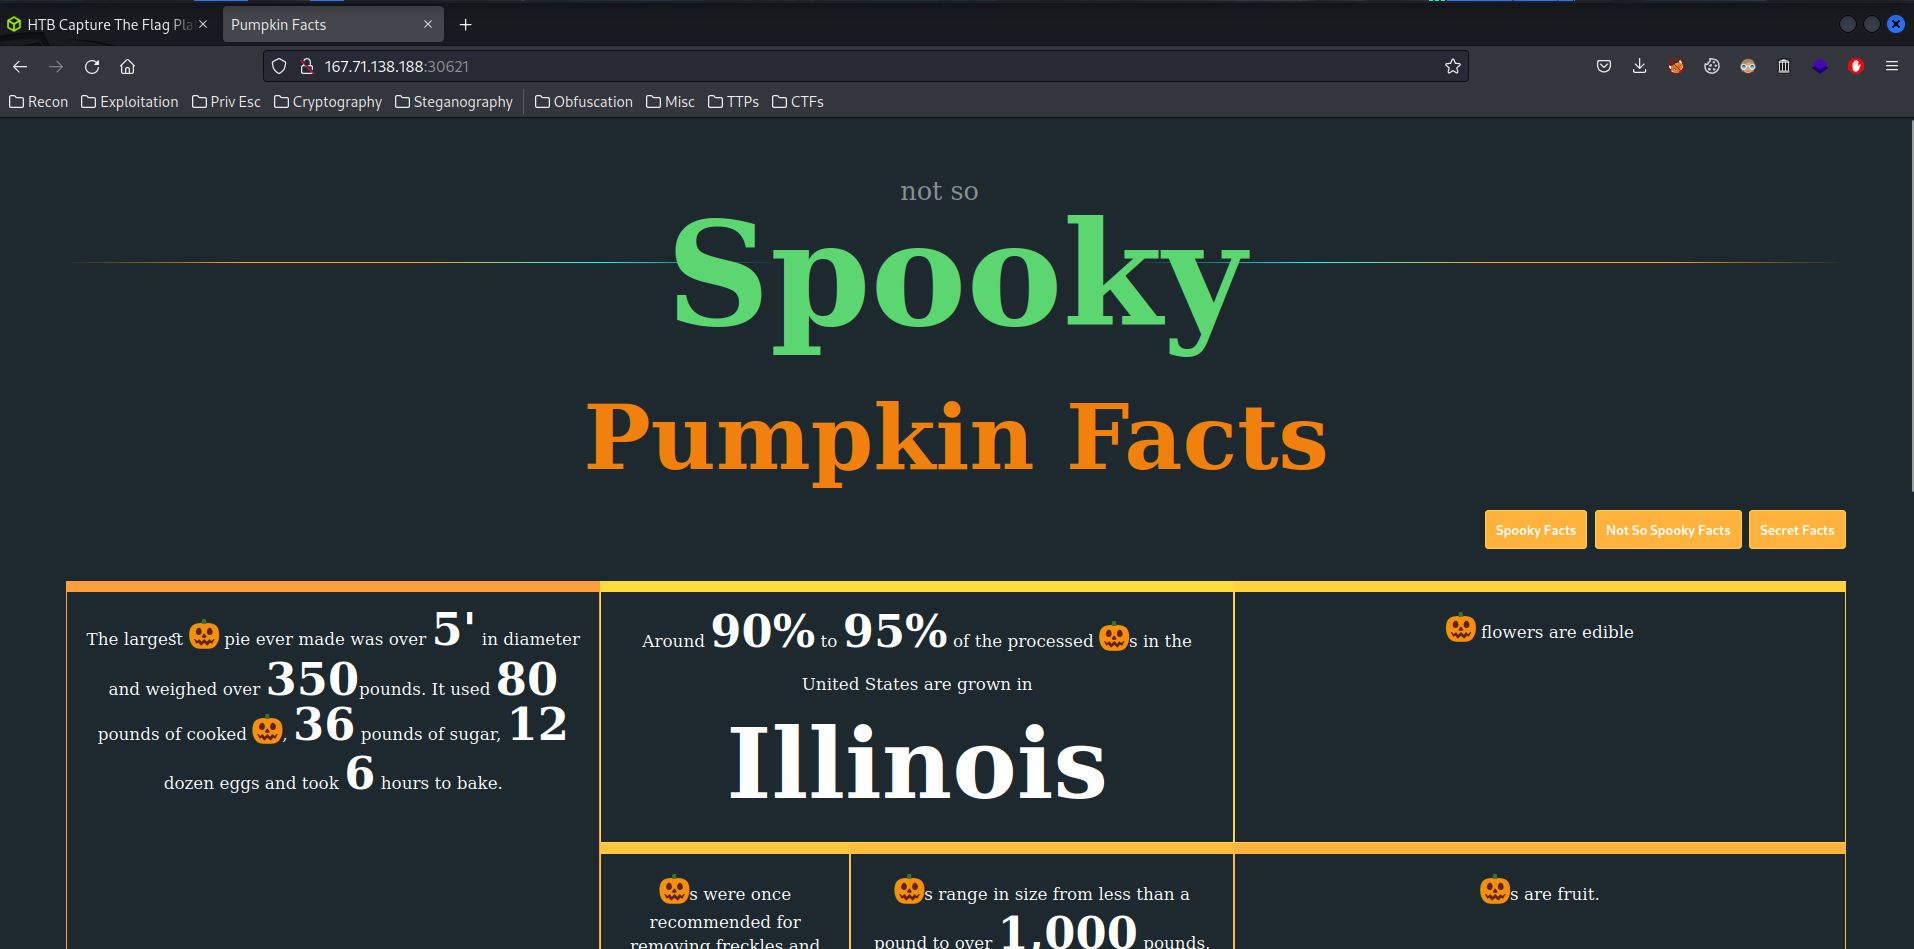 HTB Capture The Flag Pla
Pumpkin Facts
167.71.138.188:30621
Recon Exploitation Priv Esc Cryptography Steganography Obfuscation Misc TTPs CTFs
not so
Spooky
Pumpkin Facts
Spooky Facts Not So Spooky Facts Secret Facts
The largest 🎃 pie ever made was over 5' in diameter
and weighed over 350pounds. It used 80
pounds of cooked 🎃, 36 pounds of sugar, 12
dozen eggs and took 6 hours to bake.
Around 90% to 95% of the processed 🎃s in the
United States are grown in
Illinois
🎃 flowers are edible
🎃s were once
recommended for
removing freckles and
🎃s range in size from less than a
pound to over 1,000 pounds.
🎃s are fruit.